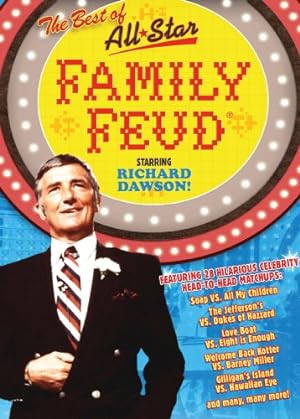 The Best of
All★Star
FAMILY
FEUD®
STARRING
RICHARD
DAWSON!
FEATURING 28 HILARIOUS CELEBRITY
HEAD-TO-HEAD MATCHUPS:
Soap VS. All My Children
The Jefferson's
VS. Dukes of Hazzard
Love Boat
VS. Eight is Enough
Welcome Back Kotter
VS. Barney Miller
Gilligan's Island
VS. Hawaiian Eye
and many, many more!